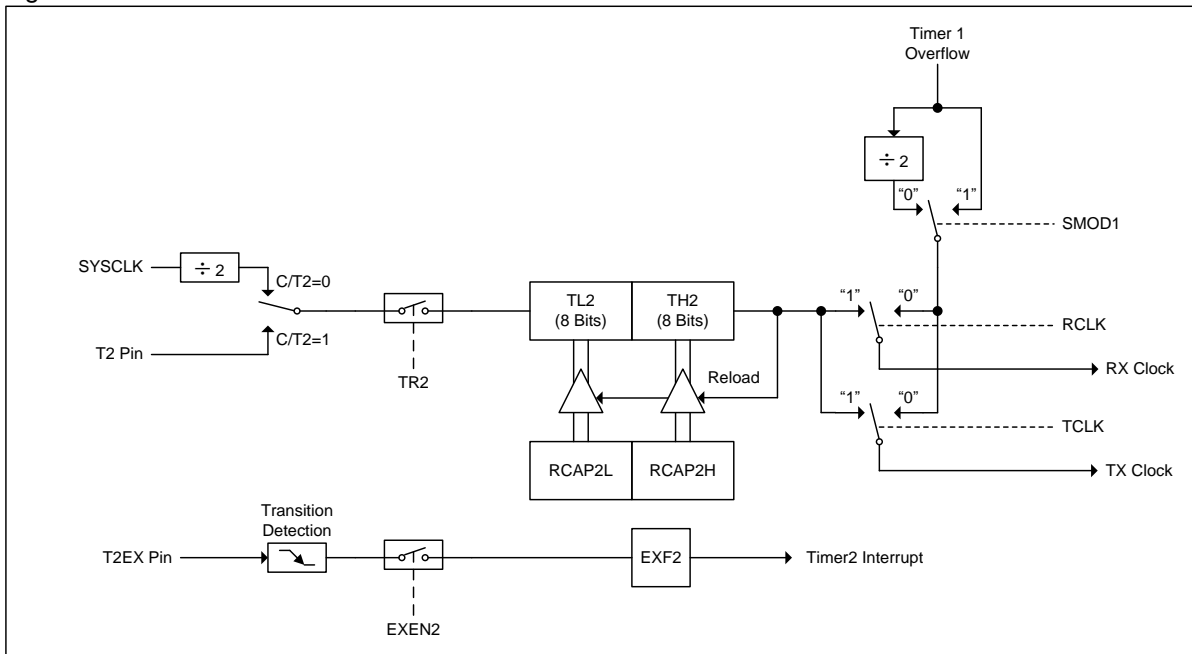 Timer 1
Overflow
÷ 2
“0”
“1”
SMOD1
SYSCLK
÷ 2
C/T2=0
C/T2=1
T2 Pin
TR2
TL2
(8 Bits)
TH2
(8 Bits)
“1”
“0”
RCLK
RX Clock
Reload
“1”
“0”
TCLK
TX Clock
RCAP2L
RCAP2H
Transition
Detection
T2EX Pin
EXEN2
EXF2
Timer2 Interrupt